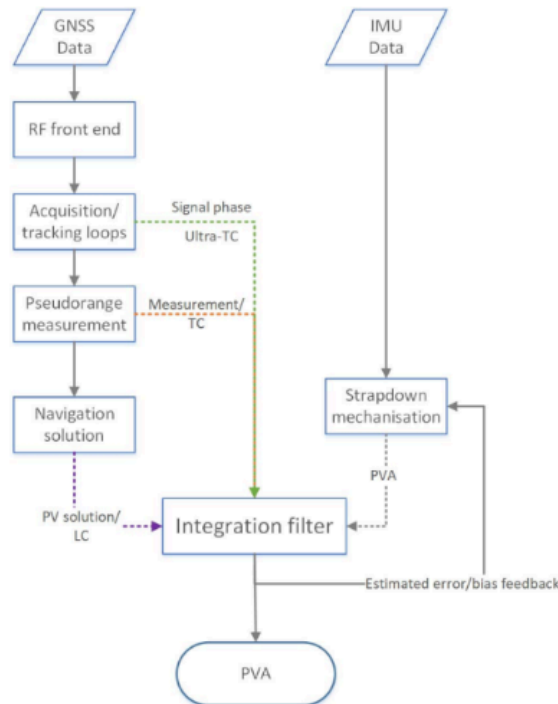 GNSS
Data
IMU
Data
RF front end
Acquisition/
tracking loops
Signal phase
Ultra-TC
Pseudorange
measurement
Measurement/
TC
Navigation
solution
Strapdown
mechanisation
PV solution/
LC
PVA
Integration filter
Estimated error/bias feedback
PVA